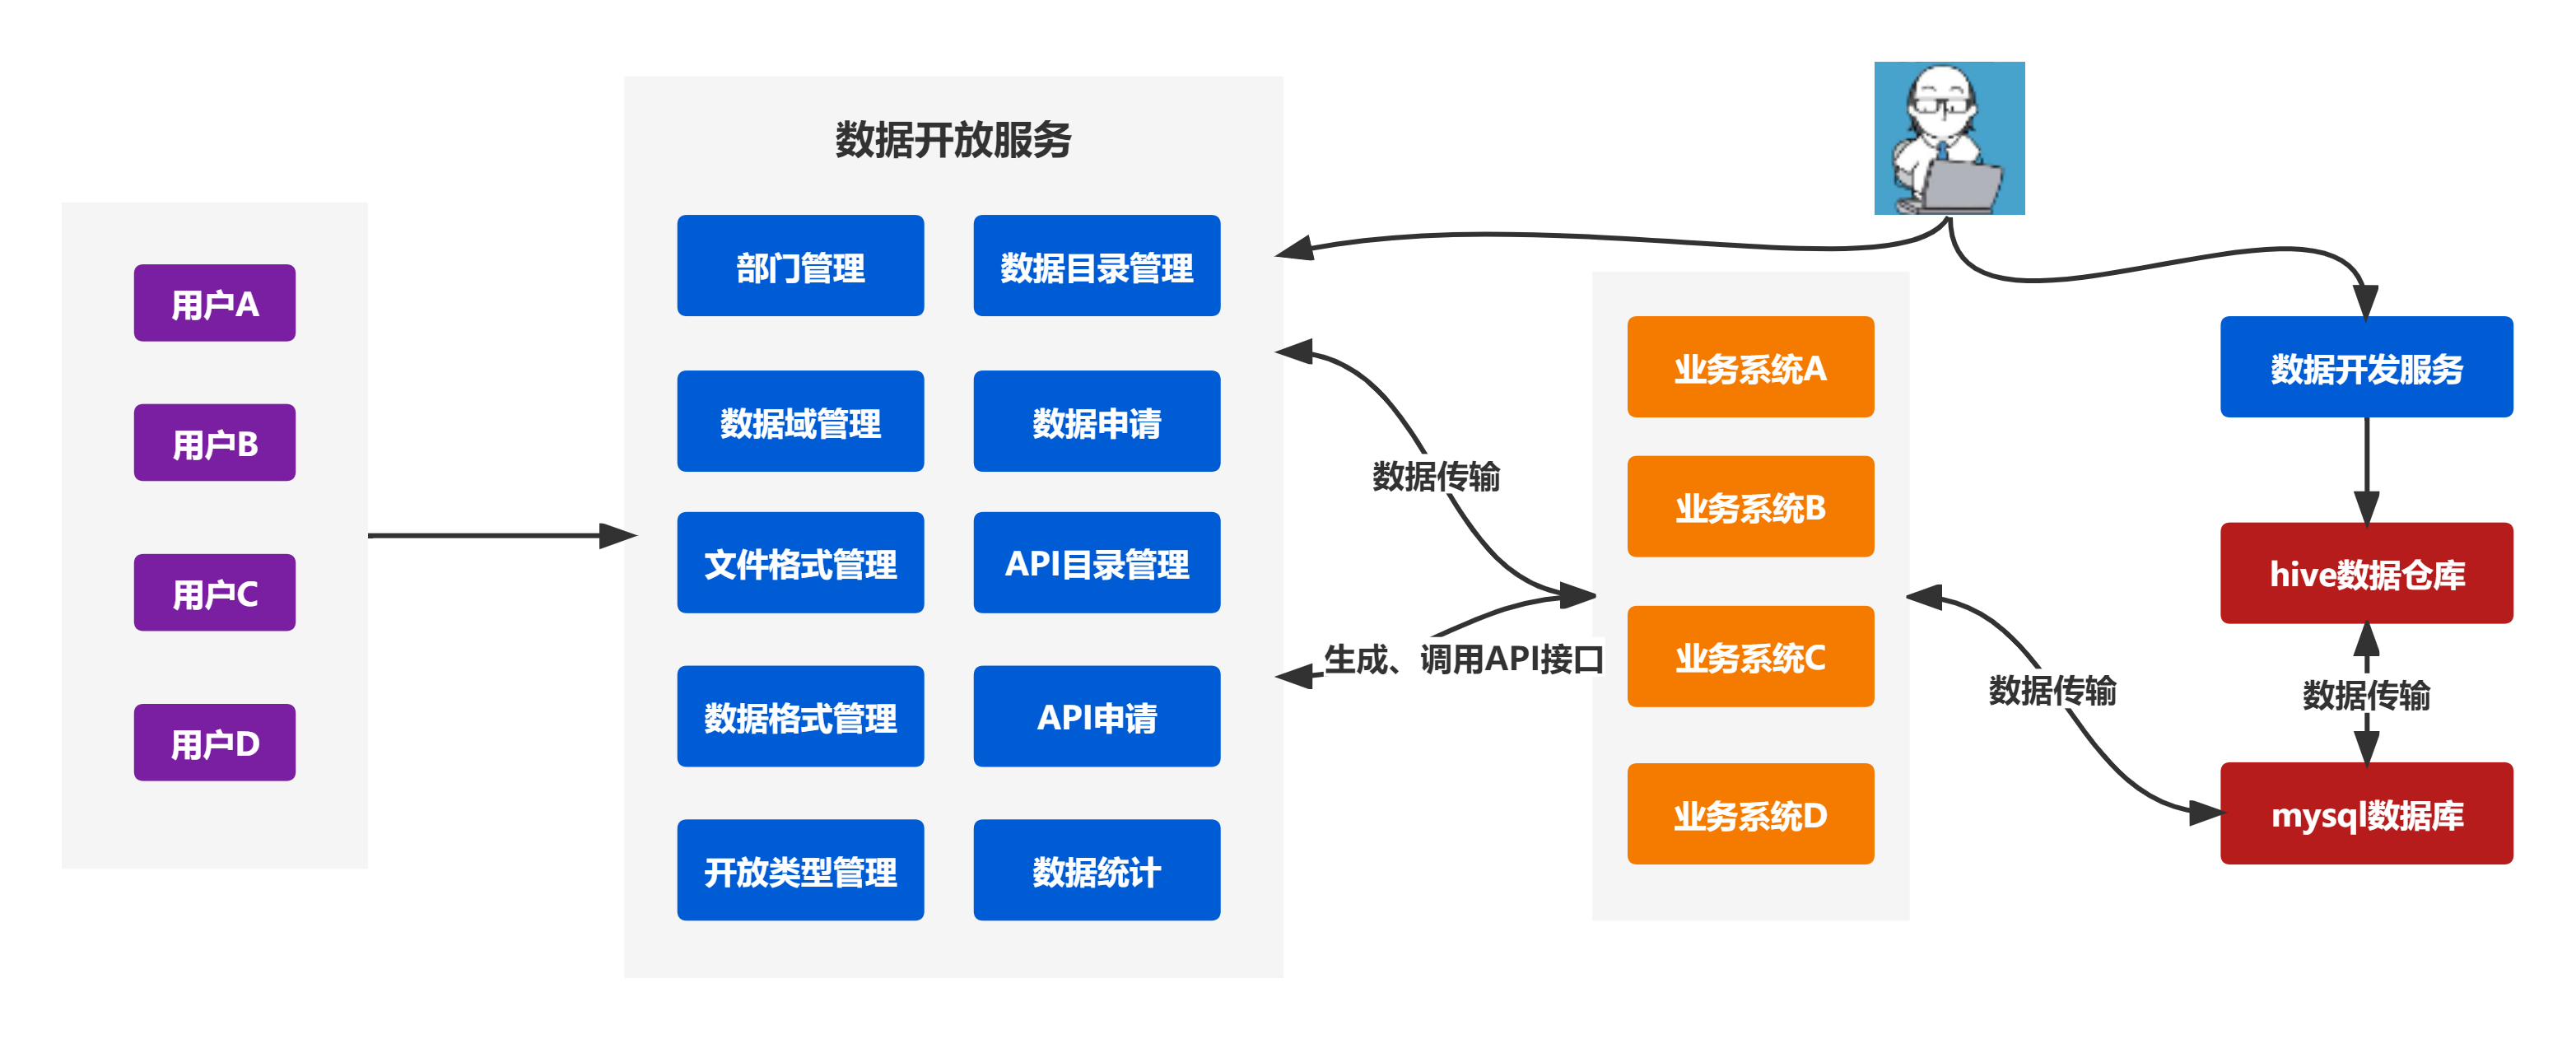 用户A
用户B
用户C
用户D
数据开放服务
部门管理
数据目录管理
数据域管理
数据申请
文件格式管理
API目录管理
数据格式管理
API申请
开放类型管理
数据统计
数据传输
生成、调用API接口
业务系统A
业务系统B
业务系统C
业务系统D
数据传输
数据开发服务
hive数据仓库
数据传输
mysql数据库